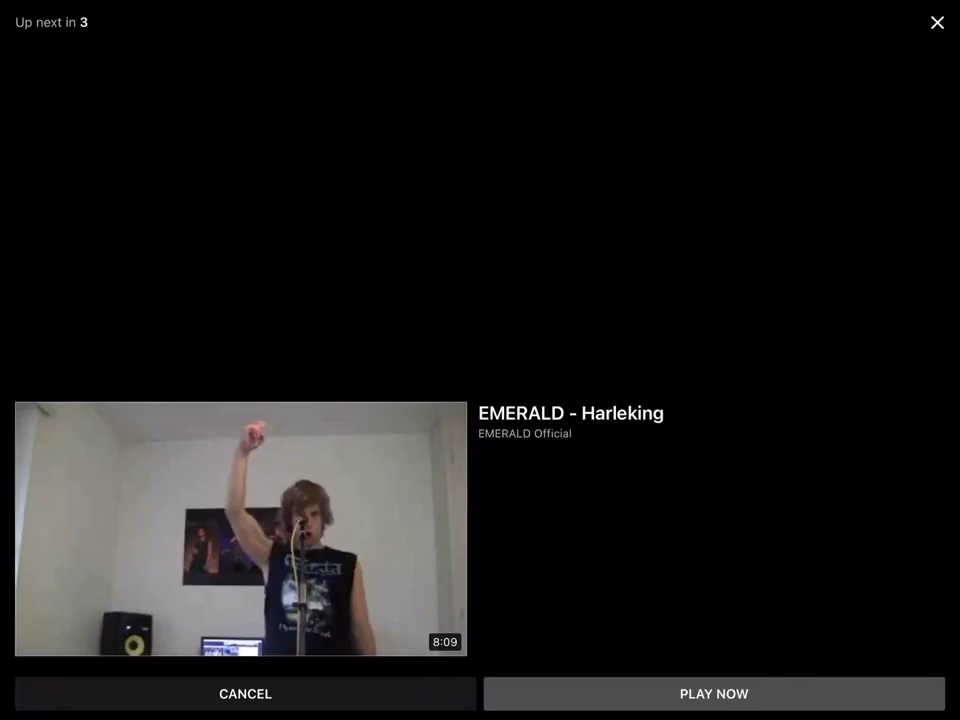 Up next in 3
EMERALD - Harleking
EMERALD Official
8:09
CANCEL
PLAY NOW